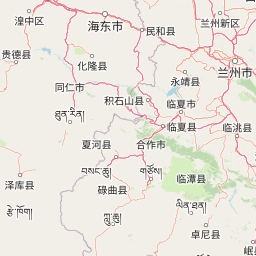 湟中区
海东市
民和县
兰州新区
贵德县
化隆县
永靖县
兰州市
同仁市
积石山县
临夏市
ཐུན་རིན།
临夏县
临洮县
夏河县
合作市
བསང་ཆུ།
གཙོས།
临潭县
泽库县
碌曲县
རྩེ་ཁོག།
ཀླུ་ཆུ།
卓尼县
岷